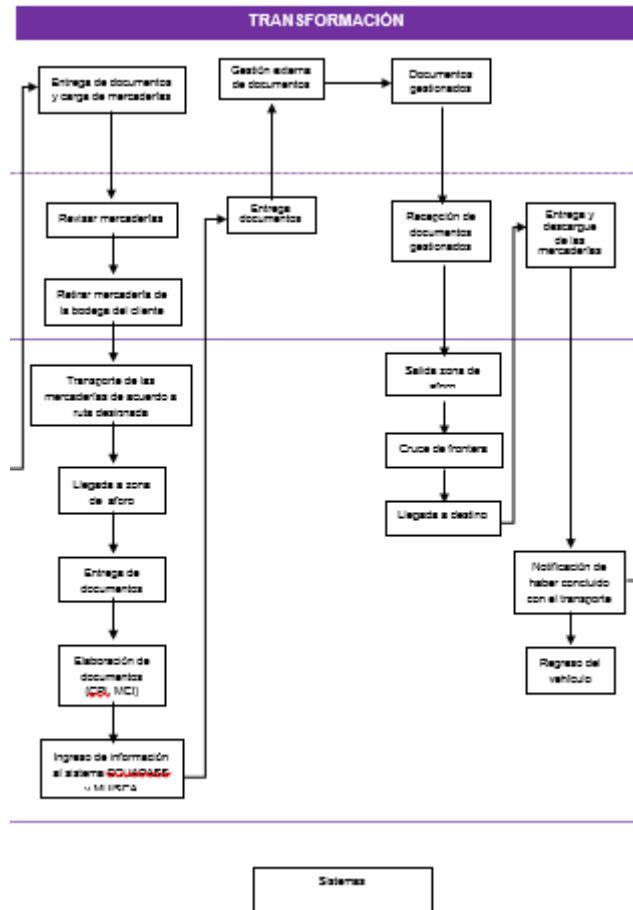 TRANSFORMACIÓN
Entrega de documentos
y carga de mercaderías
Gestión externa
de documentos
Documentos
gestionados
Revisar mercaderías
Entrega
documentos
Recepción de
documentos
gestionados
Entrega y
descargue
de las
mercaderías
Retirar mercadería de
la bodega del cliente
Transporte de las
mercaderías de acuerdo a
ruta designada
Salida zona de
aforo
Cruce de frontera
Llegada a destino
Llegada a zona
de aforo
Entrega de
documentos
Notificación de
haber concluido
con el transporte
Elaboración de
documentos
(CPI, MCI)
Regreso del
vehículo
Ingreso de información
al sistema ECUAPASS
y MUISCA
Sistemas